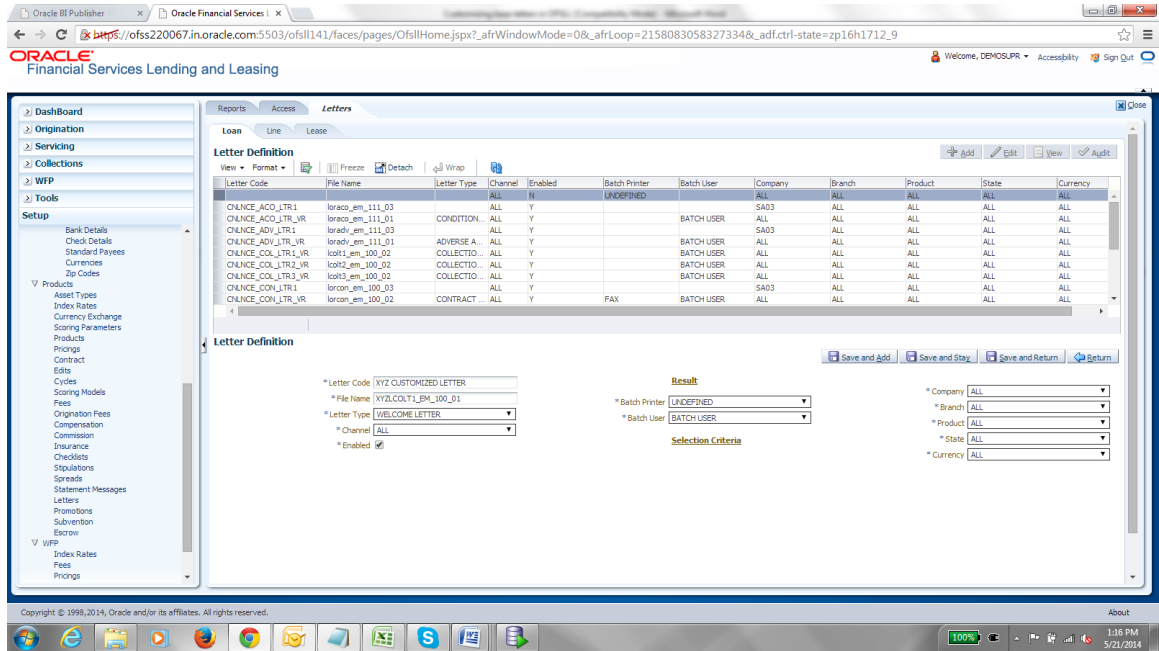 Oracle BI Publisher
Oracle Financial Services L
https://ofss220067.in.oracle.com:5503/ofsll141/faces/pages/OfsllHome.jspx?_afrWindowMode=0&_afrLoop=21580830583273​34&_adf.ctrl-state=zp16h1712_9
ORACLE
Financial Services Lending and Leasing
Welcome, DEMOSUPR Accessibility Sign Out
DashBoard
Origination
Servicing
Collections
WFP
Tools
Setup
Bank Details
Check Details
Standard Payees
Currencies
Zip Codes
Products
Asset Types
Index Rates
Currency Exchange
Scoring Parameters
Products
Pricings
Contract
Edits
Cycles
Scoring Models
Fees
Origination Fees
Compensation
Commission
Insurance
Checklists
Stipulations
Spreads
Statement Messages
Letters
Promotions
Subvention
Escrow
WFP
Index Rates
Fees
Pricings
Reports Access Letters Close
Loan Line Lease
Letter Definition Add Edit View Audit
View Format Freeze Detach Wrap
Letter Code File Name Letter Type Channel Enabled Batch Printer Batch User Company Branch Product State Currency
ALL N UNDEFINED ALL ALL ALL ALL ALL
CNLNCE_ACO_LTR1 loraco_em_111_03 ALL Y SA03 ALL ALL ALL ALL
CNLNCE_ACO_LTR_VR loraco_em_111_01 CONDITION... ALL Y BATCH USER ALL ALL ALL ALL ALL
CNLNCE_ADV_LTR1 loradv_em_111_03 ALL Y SA03 ALL ALL ALL ALL
CNLNCE_ADV_LTR_VR loradv_em_111_01 ADVERSE A... ALL Y BATCH USER ALL ALL ALL ALL ALL
CNLNCE_COL_LTR1_VR lcolt1_em_100_02 COLLECTIO... ALL Y BATCH USER ALL ALL ALL ALL ALL
CNLNCE_COL_LTR2_VR lcolt2_em_100_02 COLLECTIO... ALL Y BATCH USER ALL ALL ALL ALL ALL
CNLNCE_COL_LTR3_VR lcolt3_em_100_02 COLLECTIO... ALL Y BATCH USER ALL ALL ALL ALL ALL
CNLNCE_CON_LTR1 lorcon_em_100_03 ALL Y SA03 ALL ALL ALL ALL
CNLNCE_CON_LTR_VR lorcon_em_100_02 CONTRACT ... ALL Y FAX BATCH USER ALL ALL ALL ALL ALL
Letter Definition
Save and Add Save and Stay Save and Return Return
* Letter Code XYZ CUSTOMIZED LETTER
* File Name XYZLCOLT1_EM_100_01
* Letter Type WELCOME LETTER
* Channel ALL
* Enabled
Result
* Batch Printer UNDEFINED
* Batch User BATCH USER
Selection Criteria
* Company ALL
* Branch ALL
* Product ALL
* State ALL
* Currency ALL
Copyright © 1998,2014, Oracle and/or its affiliates. All rights reserved. About
100% 1:16 PM
5/21/2014